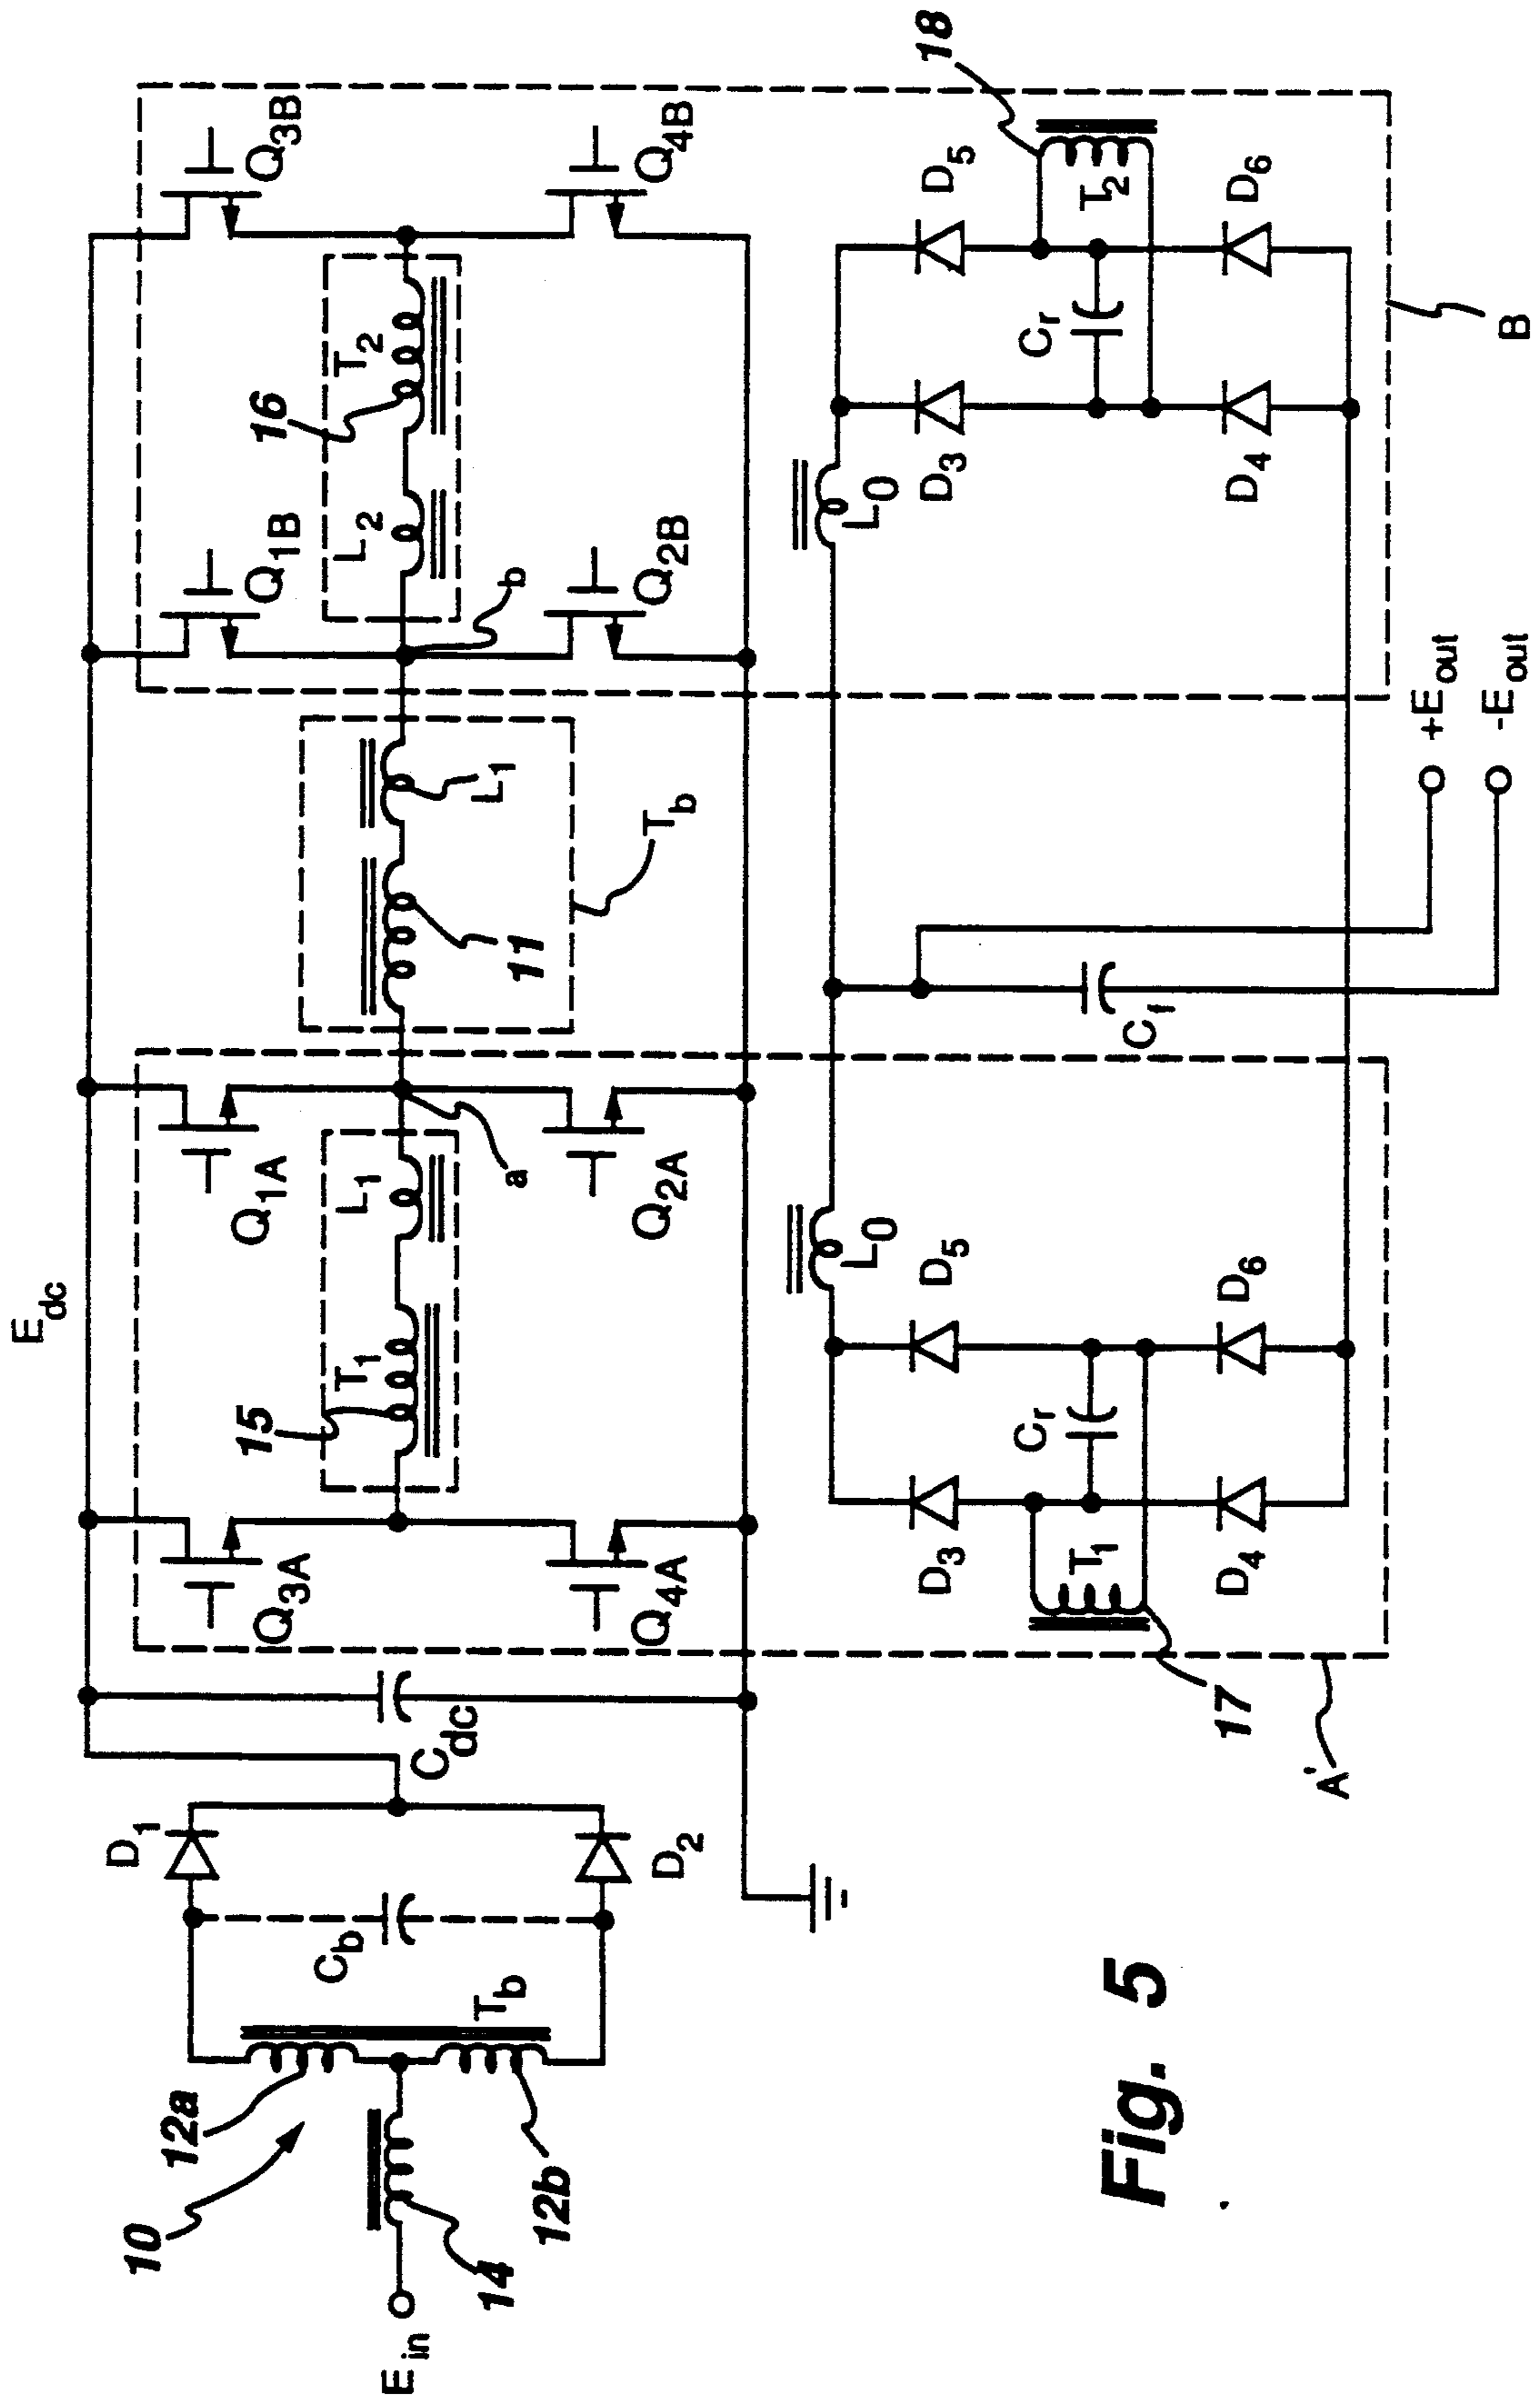 E_dc
Q_3B
Q_4B
Q_1B
Q_2B
16
T_2
L_2
b
18
D_5
T_2
D_6
C_r
D_3
D_4
L_0
B
+E_out
-E_out
L_1
T_b
11
C_f
Q_1A
Q_2A
a
L_1
T_1
15
Q_3A
Q_4A
L_0
D_5
D_6
C_r
D_3
D_4
T_1
17
A'
C_dc
D_1
D_2
C_b
T_b
12a
10
12b
14
E_in
Fig. 5